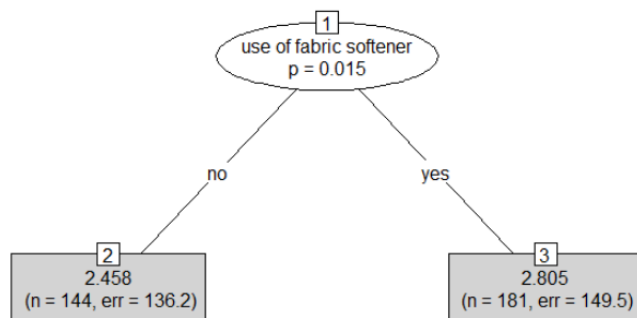 1
use of fabric softener
p = 0.015
no
yes
2
2.458
(n = 144, err = 136.2)
3
2.805
(n = 181, err = 149.5)